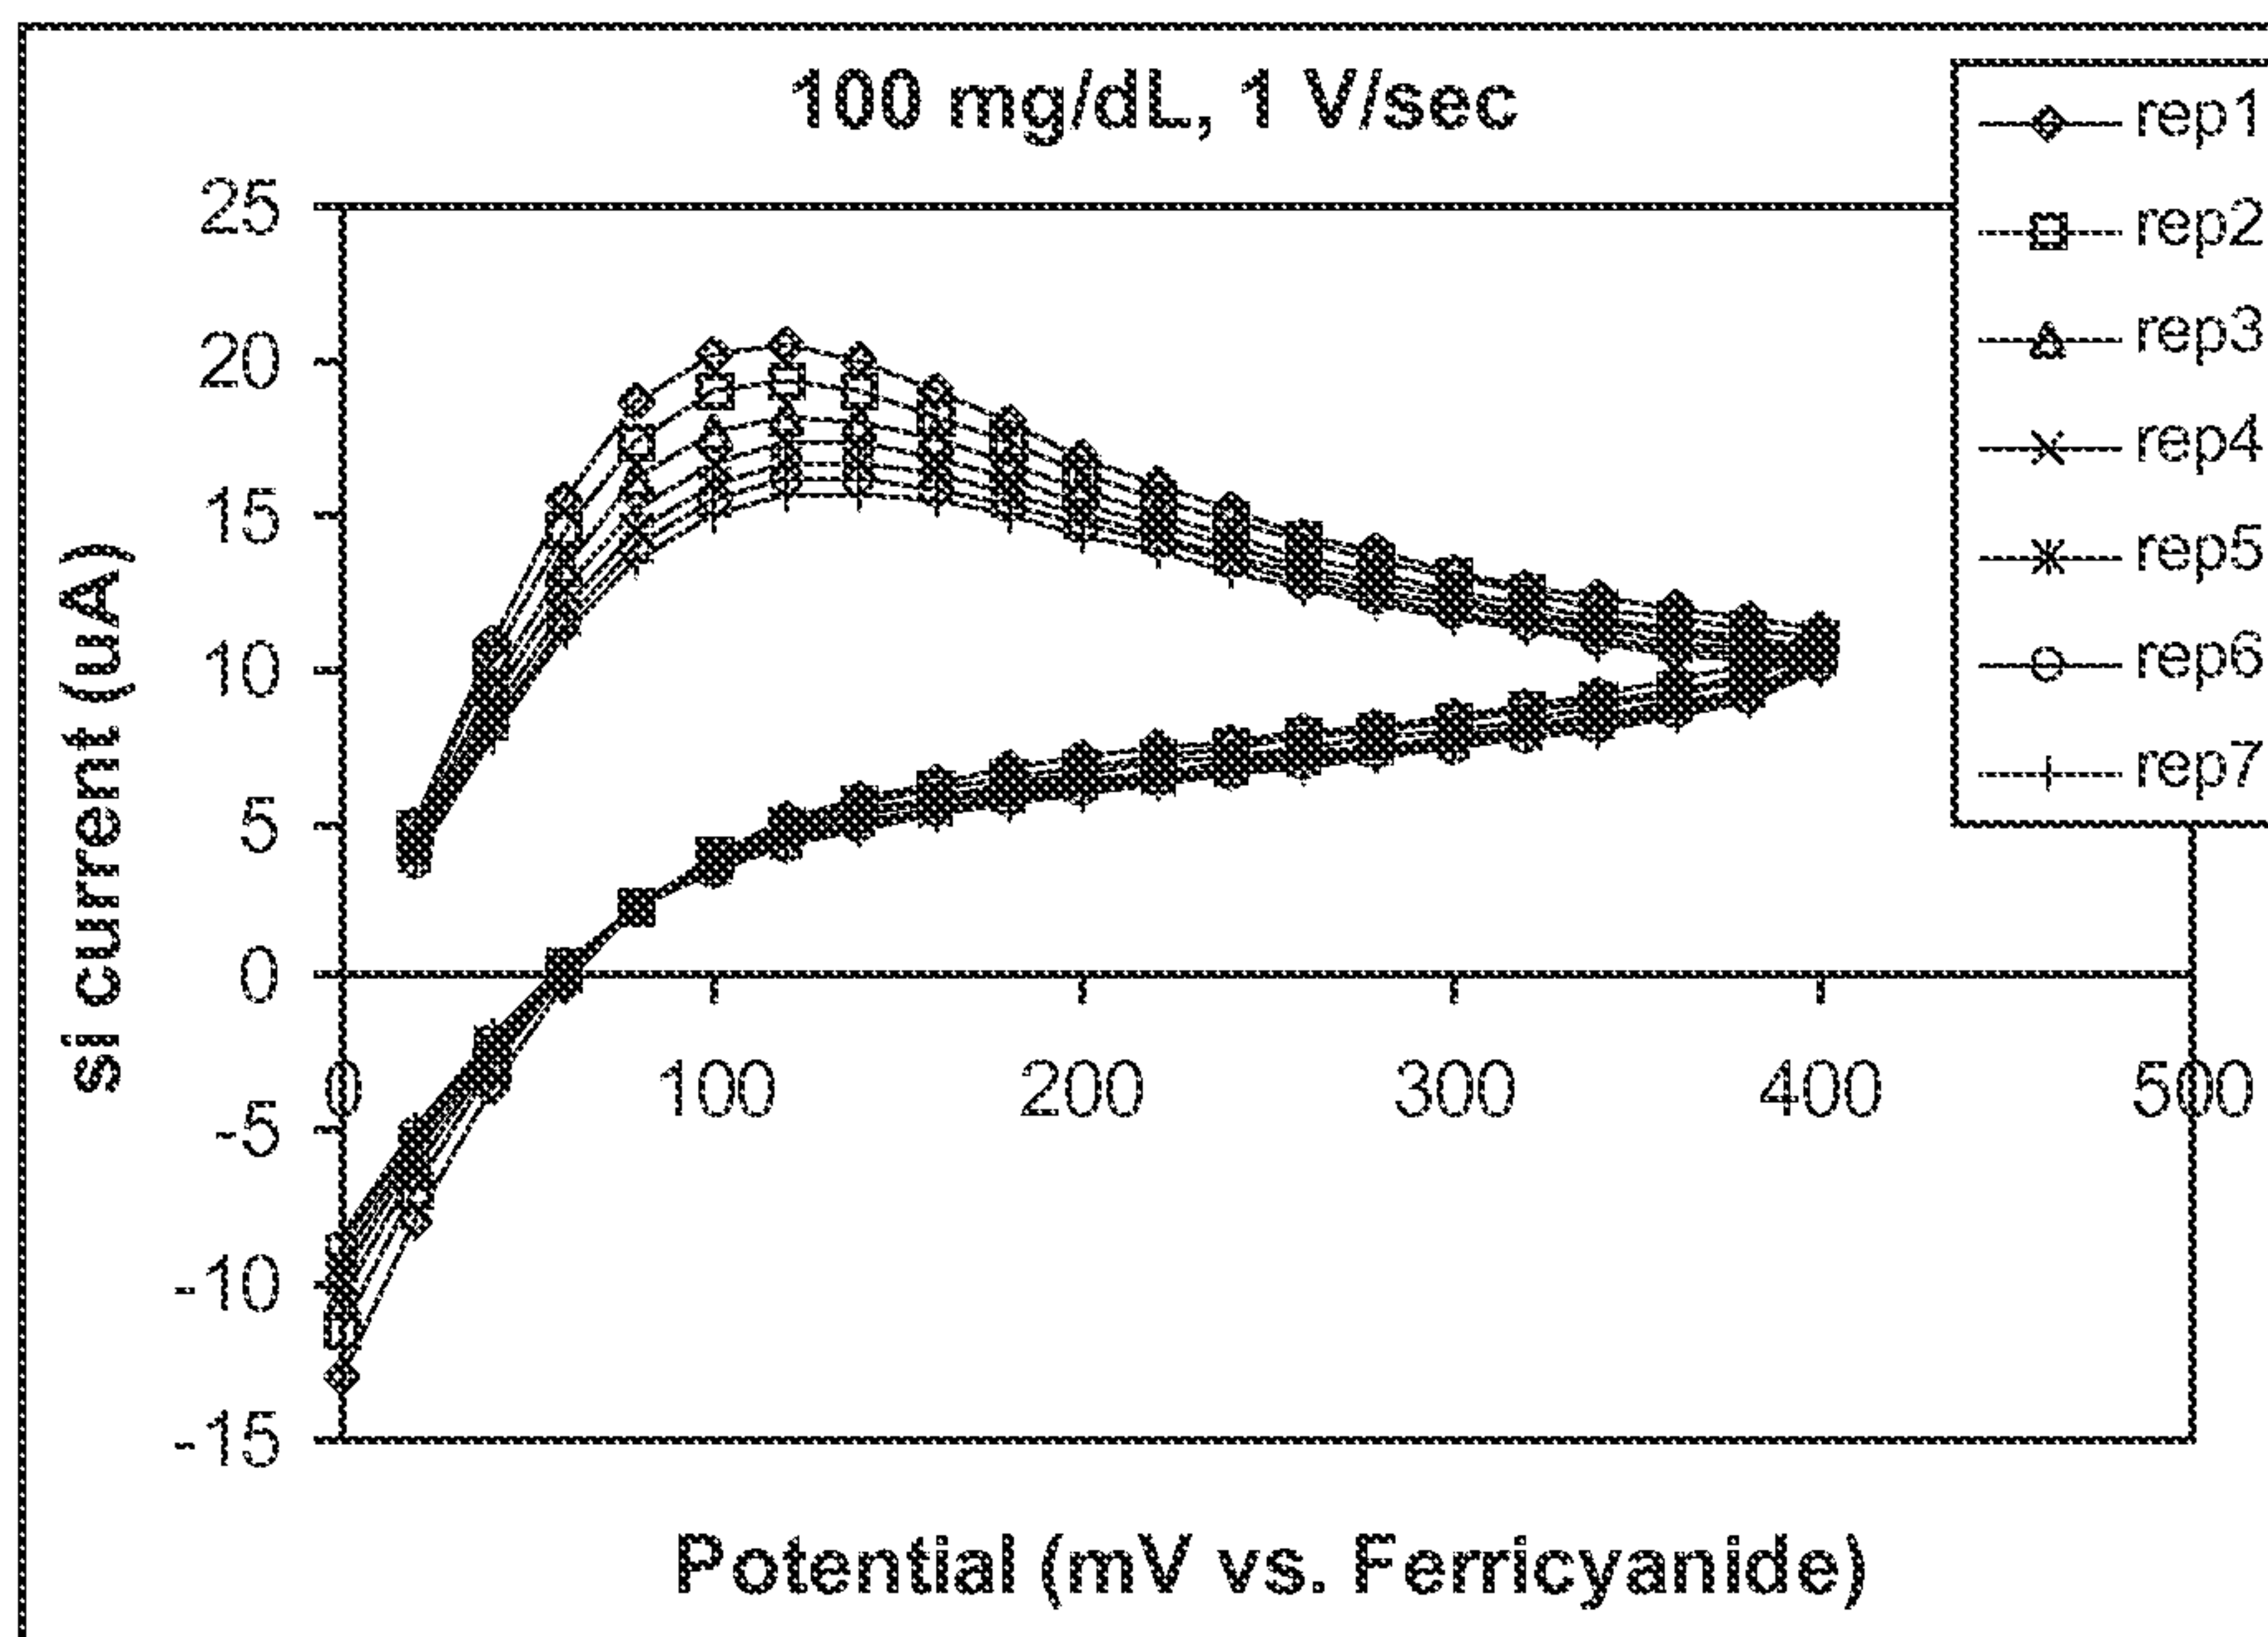 100 mg/dL, 1 V/sec
rep1
rep2
rep3
rep4
rep5
rep6
rep7
si current (uA)
25
20
15
10
5
0
-5
-10
-15
0 100 200 300 400 500
Potential (mV vs. Ferricyanide)